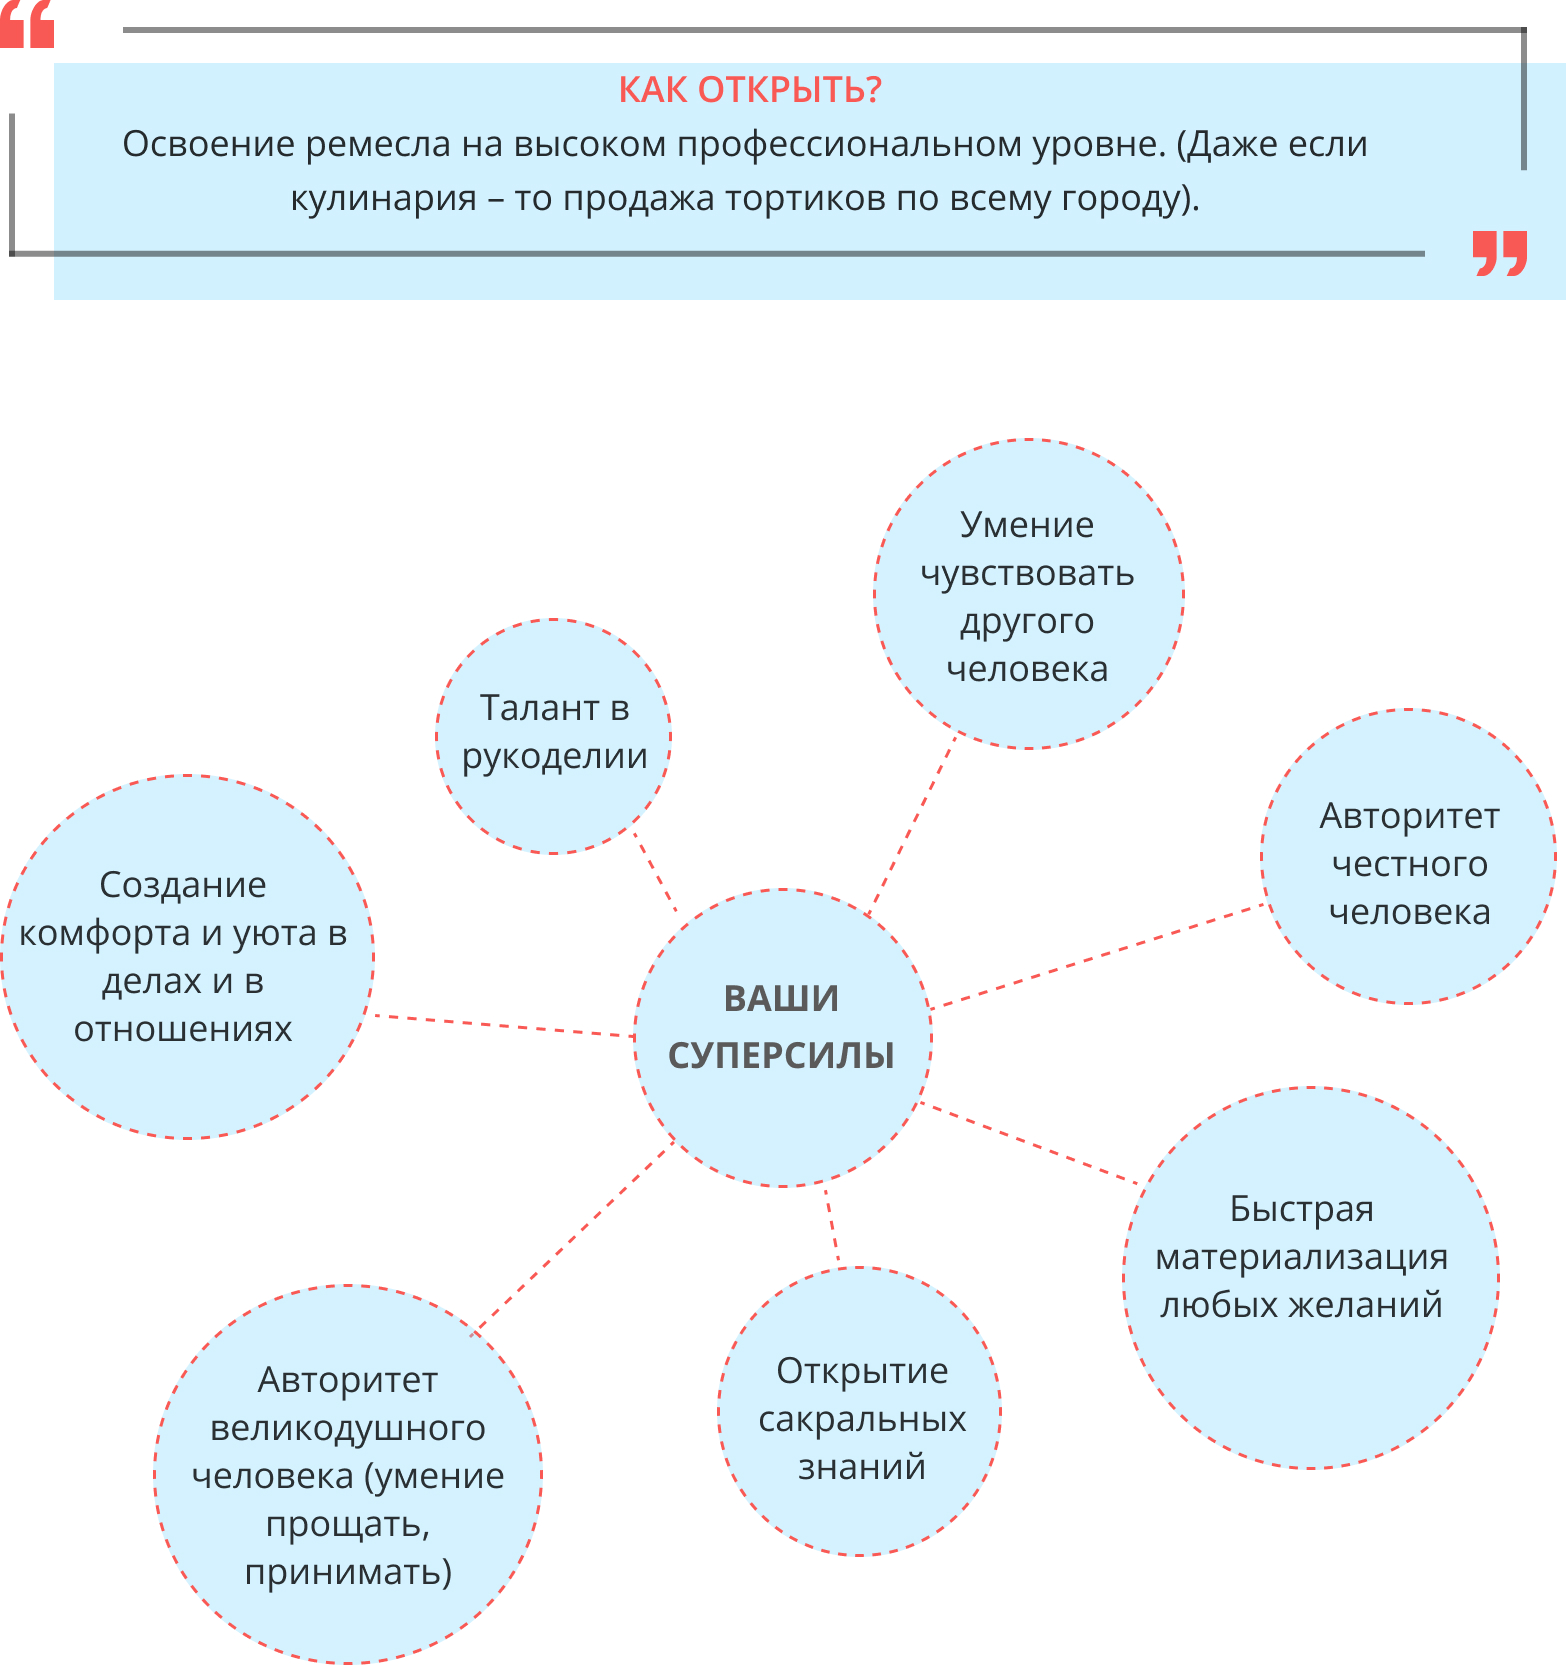 КАК ОТКРЫТЬ?
Освоение ремесла на высоком профессиональном уровне. (Даже если
кулинария – то продажа тортиков по всему городу).
Умение
чувствовать
другого
человека
Талант в
рукоделии
Авторитет
честного
человека
Создание
комфорта и уюта в
делах и в
отношениях
ВАШИ
СУПЕРСИЛЫ
Быстрая
материализация
любых желаний
Авторитет
великодушного
человека (умение
прощать,
принимать)
Открытие
сакральных
знаний